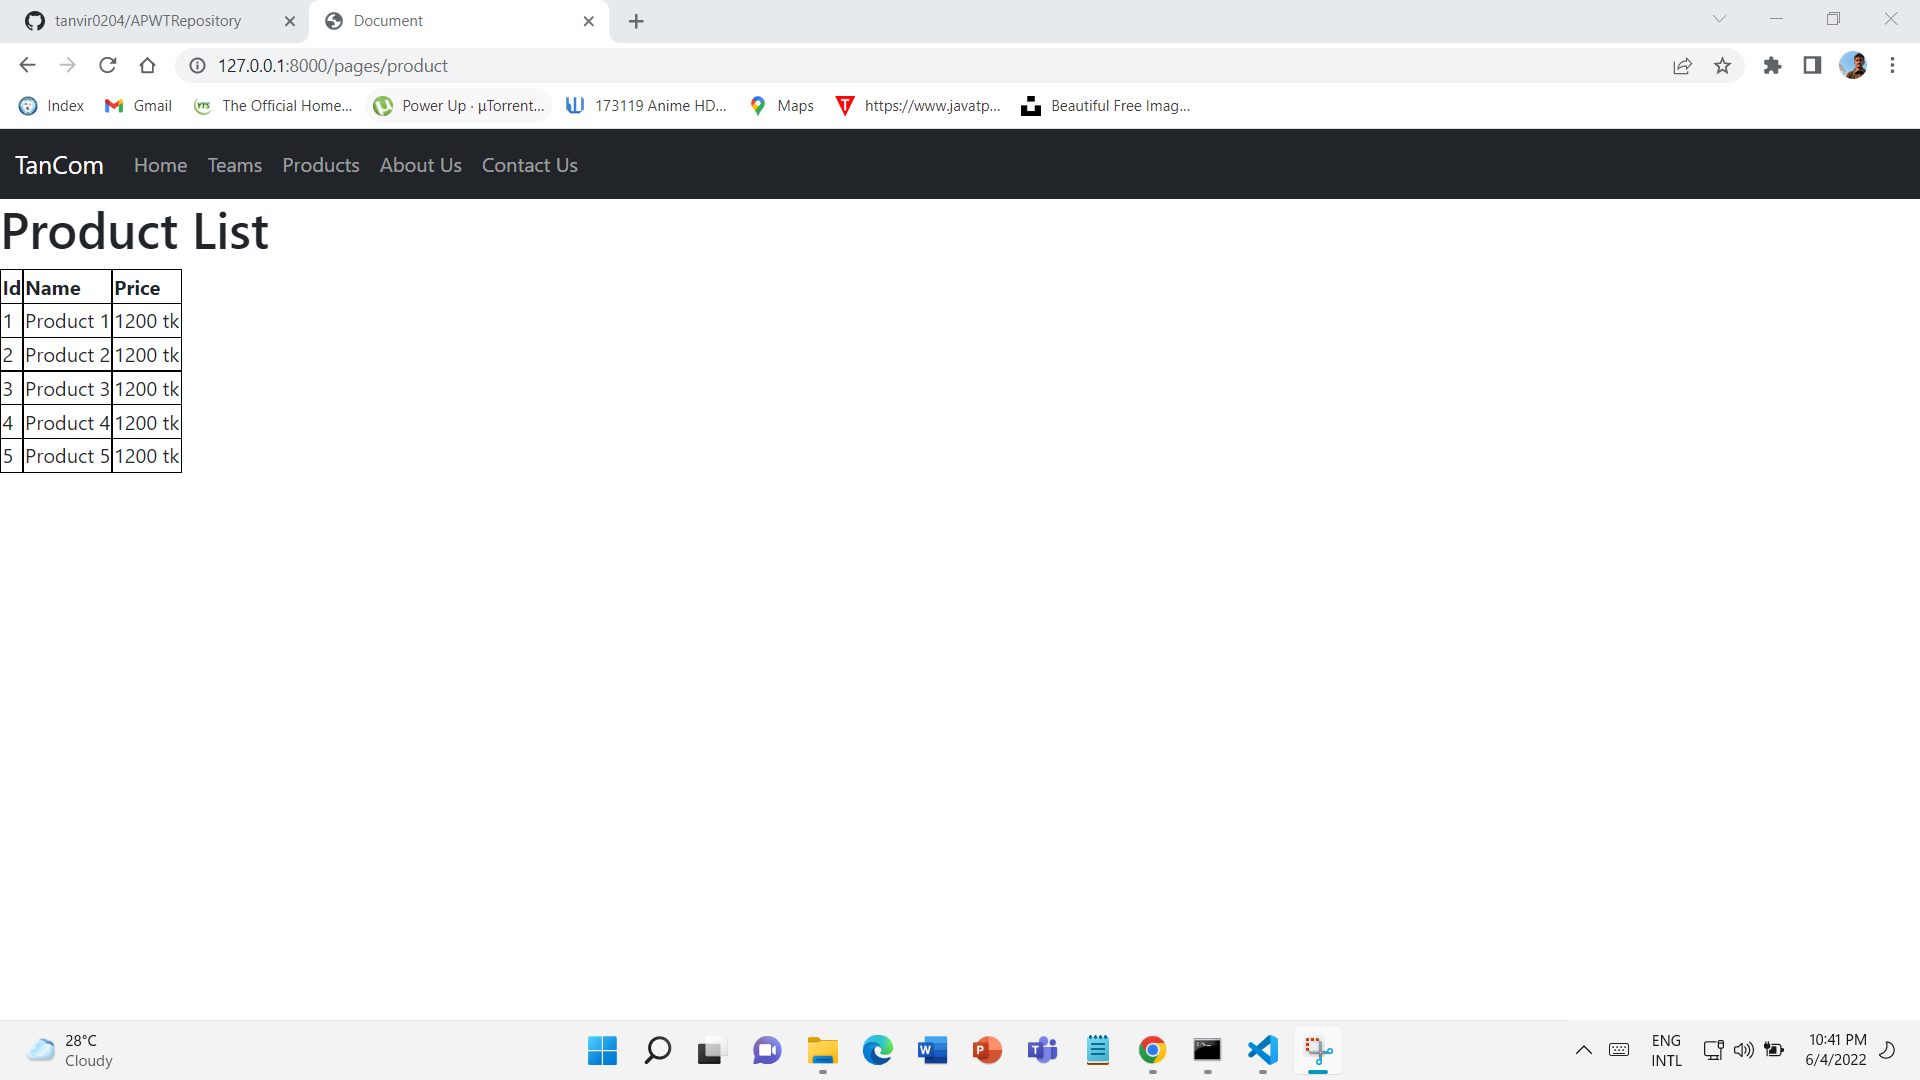 tanvir0204/APWTRepository
Document
127.0.0.1:8000/pages/product
Index Gmail The Official Home... Power Up · µTorrent... 173119 Anime HD... Maps https://www.javatp... Beautiful Free Imag...
TanCom Home Teams Products About Us Contact Us
Product List
Id Name Price
1 Product 1 1200 tk
2 Product 2 1200 tk
3 Product 3 1200 tk
4 Product 4 1200 tk
5 Product 5 1200 tk
28°C
Cloudy
ENG
INTL
10:41 PM
6/4/2022